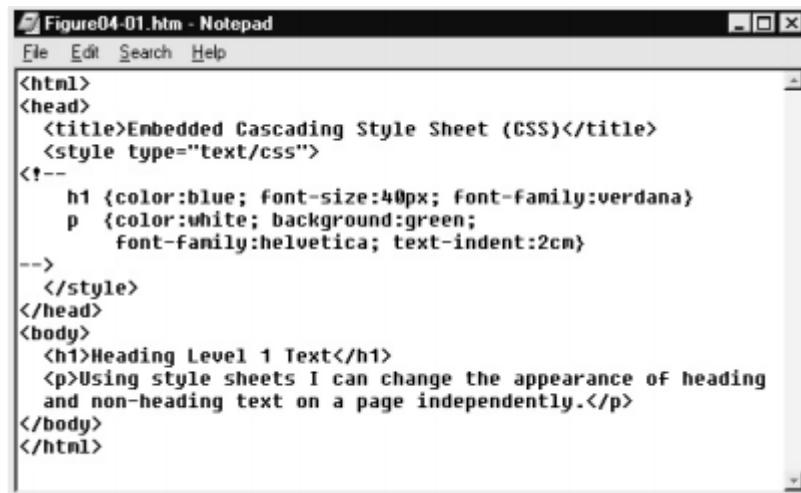 Figure04-01.htm - Notepad
File Edit Search Help
<html>
<head>
  <title>Embedded Cascading Style Sheet (CSS)</title>
  <style type="text/css">
<!--
     h1 {color:blue; font-size:40px; font-family:verdana}
     p  {color:white; background:green;
         font-family:helvetica; text-indent:2cm}
-->
  </style>
</head>
<body>
  <h1>Heading Level 1 Text</h1>
  <p>Using style sheets I can change the appearance of heading
  and non-heading text on a page independently.</p>
</body>
</html>